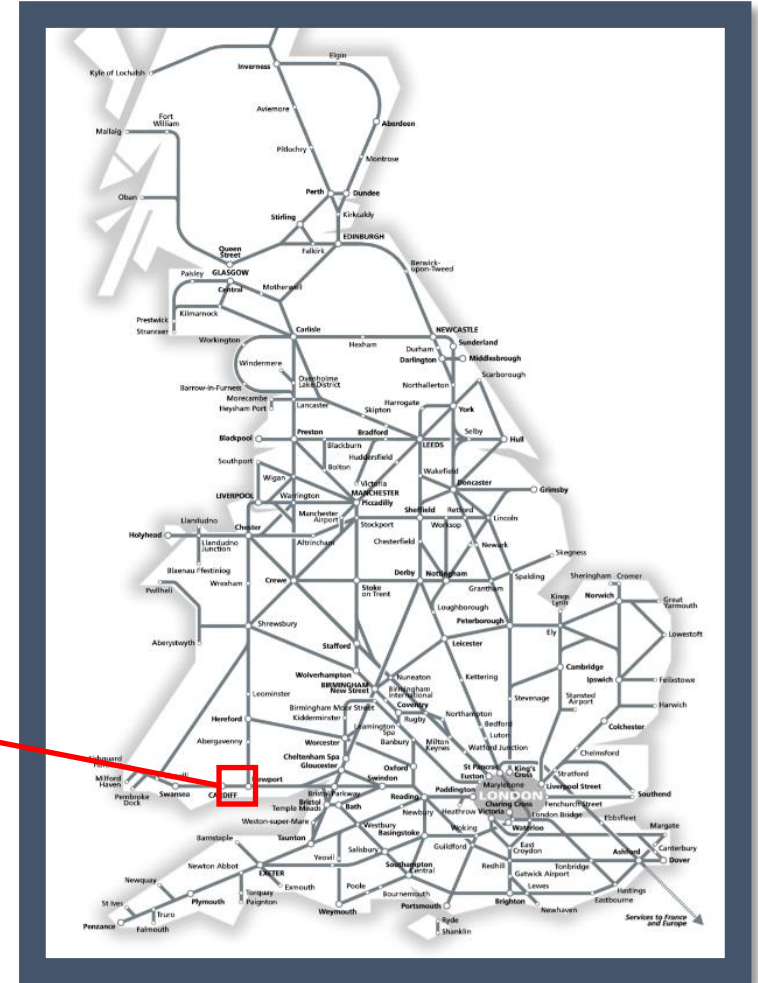 Elgin
Inverness
Kyle of Lochalsh
Aviemore
Fort
William
Aberdeen
Mallaig
Pitlochry
Montrose
Perth
Dundee
Oban
Stirling
Kirkcaldy
EDINBURGH
Queen
Street
Falkirk
Berwick-
upon-Tweed
Paisley
GLASGOW
Central
Motherwell
Prestwick
Kilmarnock
Stranraer
Carlisle
NEWCASTLE
Workington
Hexham
Durham
Sunderland
Darlington
Middlesbrough
Windermere
Scarborough
Oxenholme
Lake District
Northallerton
Barrow-in-Furness
Morecambe
Lancaster
Harrogate
Heysham Port
Skipton
York
Preston
Bradford
Selby
Blackpool
LEEDS
Hull
Blackburn
Huddersfield
Southport
Bolton
Wakefield
Wigan
Victoria
Doncaster
LIVERPOOL
Warrington
MANCHESTER
Piccadilly
Grimsby
Manchester
Airport
Sheffield
Retford
Llandudno
Chester
Stockport
Worksop
Lincoln
Holyhead
Llandudno
Junction
Altrincham
Chesterfield
Newark
Skegness
Blaenau Ffestiniog
Derby
Nottingham
Spalding
Sheringham
Cromer
Pwllheli
Wrexham
Crewe
Stoke
on Trent
Grantham
Kings
Lynn
Norwich
Great
Yarmouth
Loughborough
Shrewsbury
Peterborough
Ely
Lowestoft
Aberystwyth
Stafford
Leicester
Wolverhampton
Nuneaton
Kettering
Cambridge
BIRMINGHAM
New Street
Birmingham
International
Ipswich
Felixstowe
Leominster
Coventry
Stevenage
Stansted
Airport
Birmingham Moor Street
Northampton
Harwich
Hereford
Kidderminster
Rugby
Bedford
Colchester
Leamington
Spa
Milton
Keynes
Luton
Abergavenny
Worcester
Banbury
Watford Junction
Chelmsford
Cheltenham Spa
Oxford
St Pancras
King's
Cross
Gloucester
Euston
Stratford
Milford
Haven
Newport
Swindon
Marylebone
Liverpool Street
Pembroke
Dock
Swansea
CARDIFF
Bristol Parkway
Reading
Paddington
LONDON
Southend
Bristol
Temple Meads
Bath
Charing Cross
Fenchurch Street
Newbury
Heathrow
Victoria
London Bridge
Ebbsfleet
Weston-super-Mare
Westbury
Waterloo
Margate
Barnstaple
Taunton
Basingstoke
Woking
East
Croydon
Canterbury
Salisbury
Guildford
Ashford
Dover
Newton Abbot
Yeovil
Southampton
Central
Redhill
Tonbridge
EXETER
Gatwick Airport
Newquay
Exmouth
Poole
Lewes
Hastings
Torquay
Bournemouth
Eastbourne
St Ives
Plymouth
Paignton
Portsmouth
Brighton
Newhaven
Truro
Weymouth
Ryde
Services to France
and Europe
Penzance
Falmouth
Shanklin